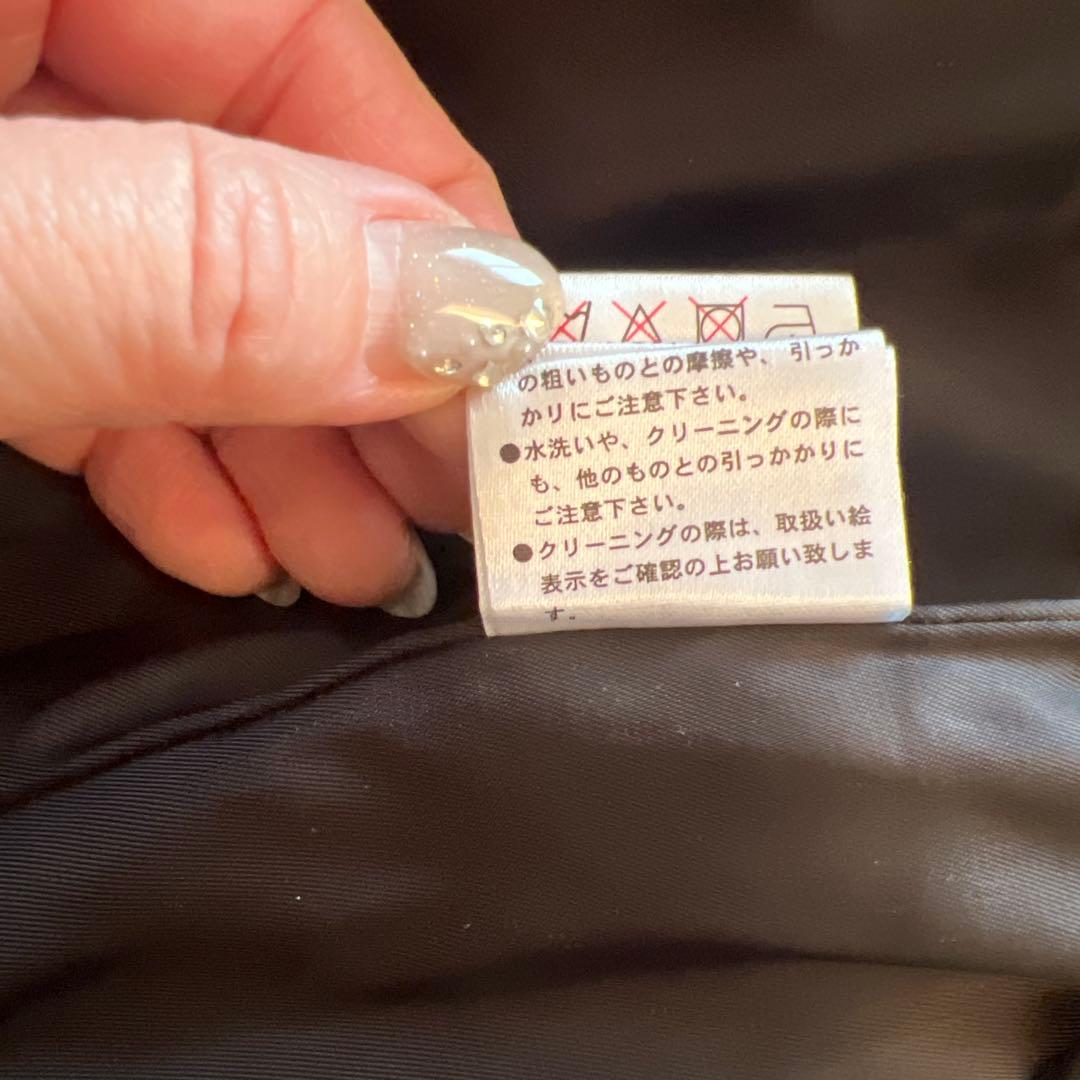 の粗いものとの摩擦や、引っか
かりにご注意下さい。
●水洗いや、クリーニングの際に
も、他のものとの引っかかりに
ご注意下さい。
●クリーニングの際は、取扱い絵
表示をご確認の上お願い致しま
す。